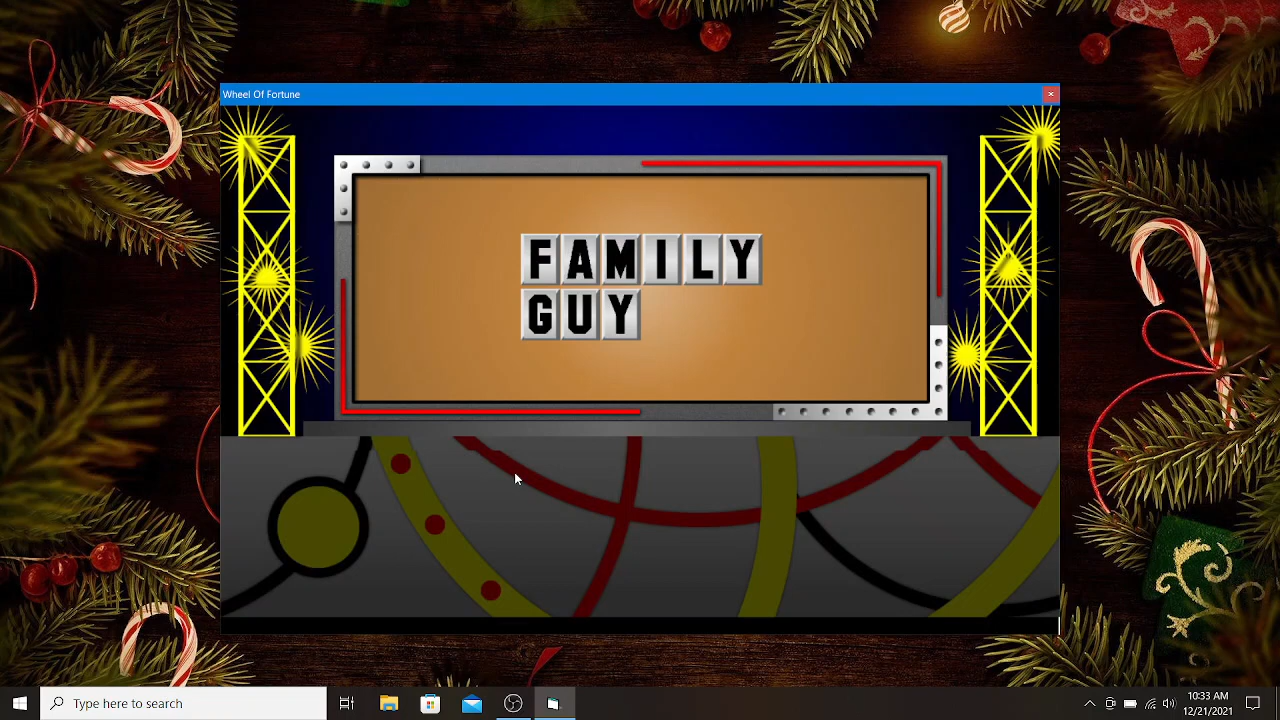 Wheel Of Fortune
FAMILY
GUY
Type here to search
10:33 AM
12/21/2021